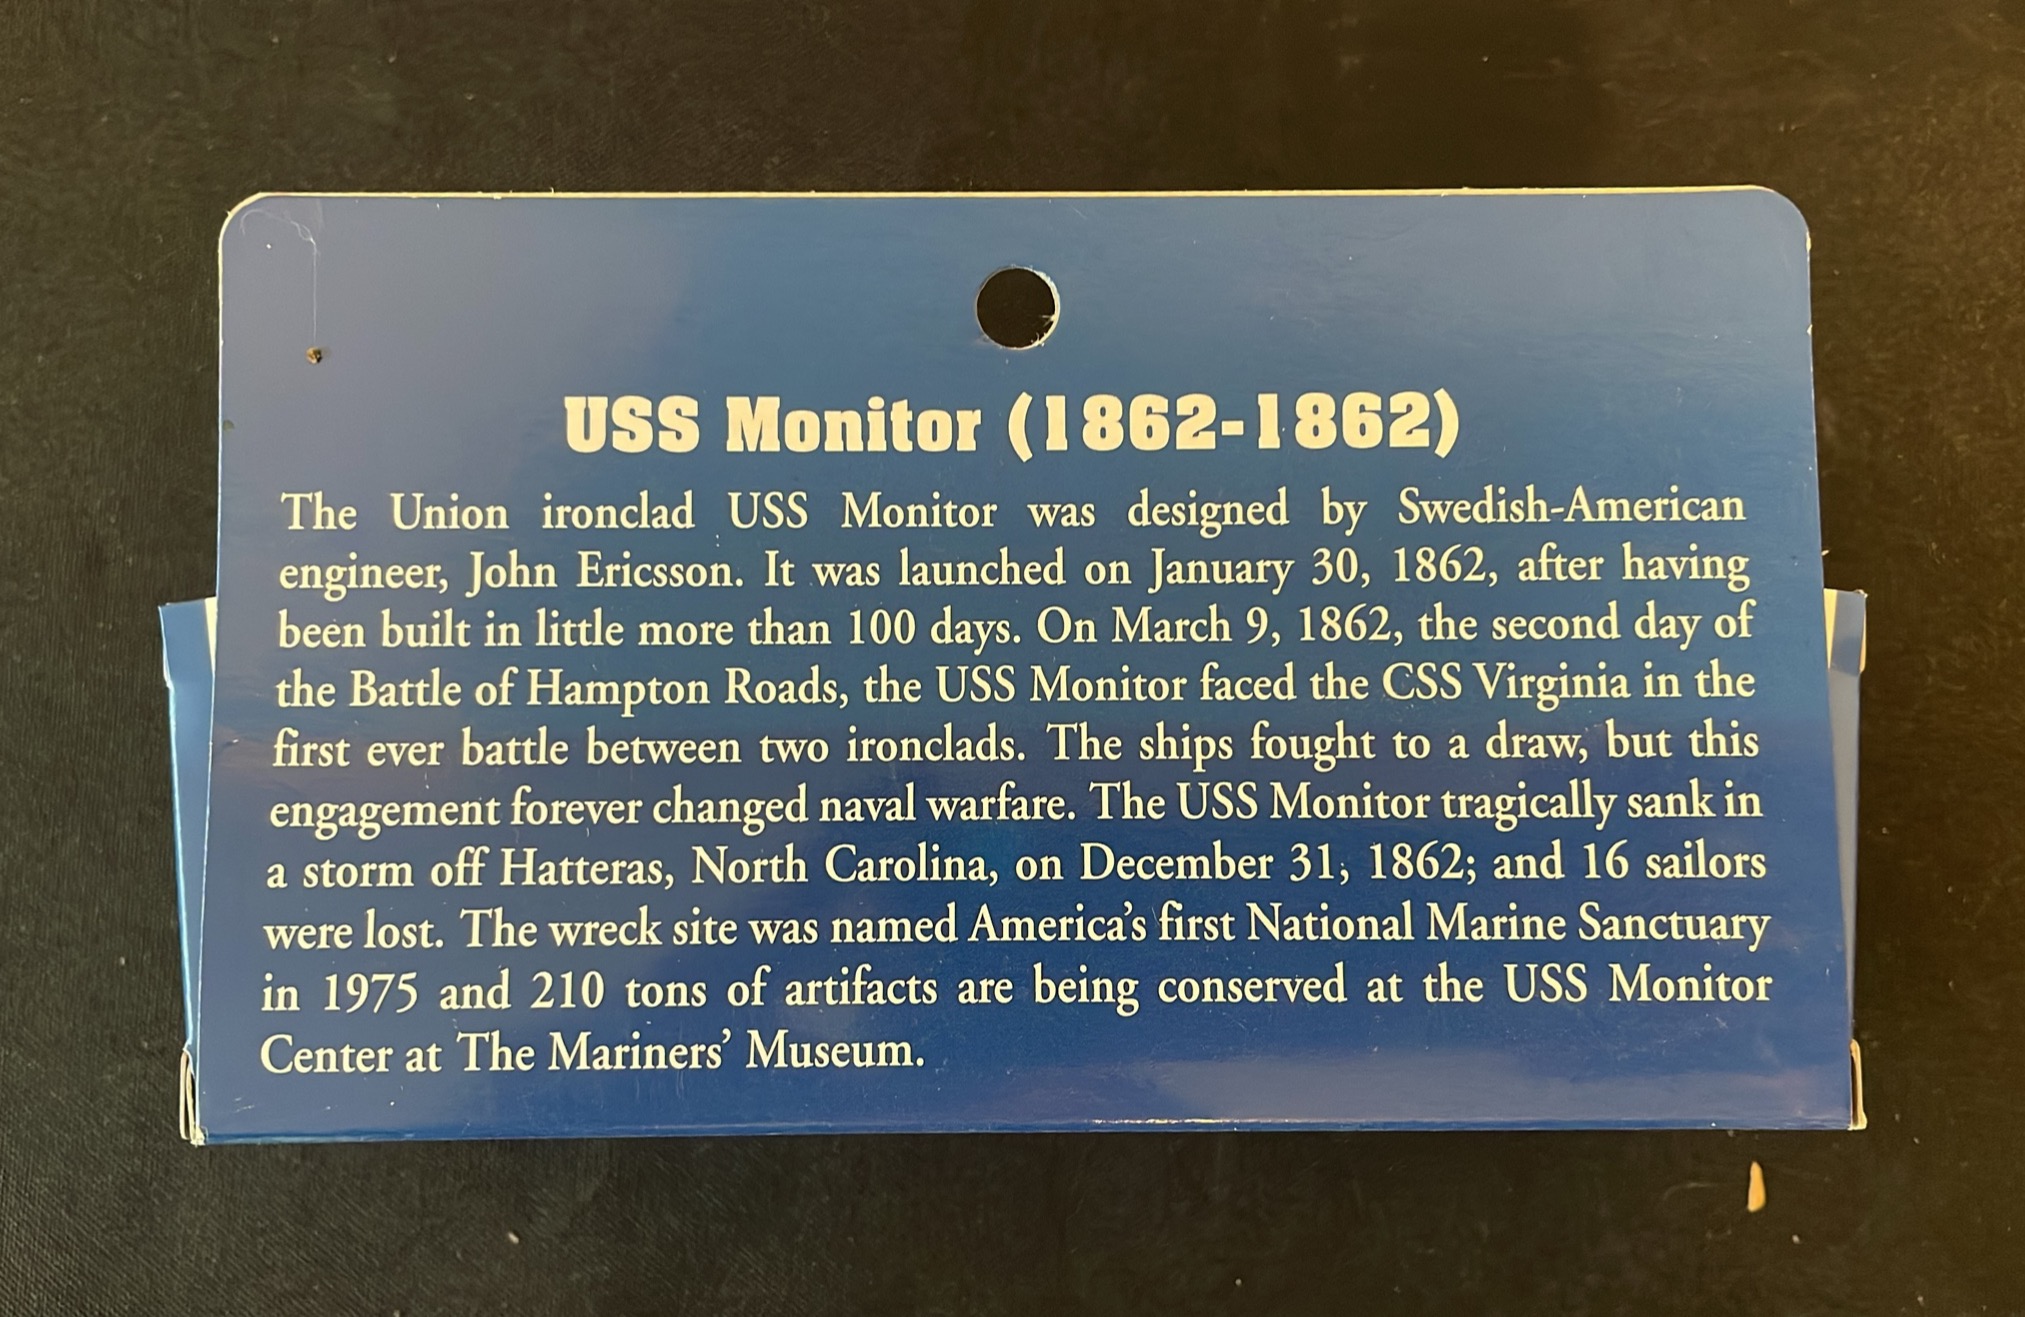 USS Monitor (1862-1862)
The Union ironclad USS Monitor was designed by Swedish-American
engineer, John Ericsson. It was launched on January 30, 1862, after having
been built in little more than 100 days. On March 9, 1862, the second day of
the Battle of Hampton Roads, the USS Monitor faced the CSS Virginia in the
first ever battle between two ironclads. The ships fought to a draw, but this
engagement forever changed naval warfare. The USS Monitor tragically sank in
a storm off Hatteras, North Carolina, on December 31, 1862; and 16 sailors
were lost. The wreck site was named America’s first National Marine Sanctuary
in 1975 and 210 tons of artifacts are being conserved at the USS Monitor
Center at The Mariners’ Museum.